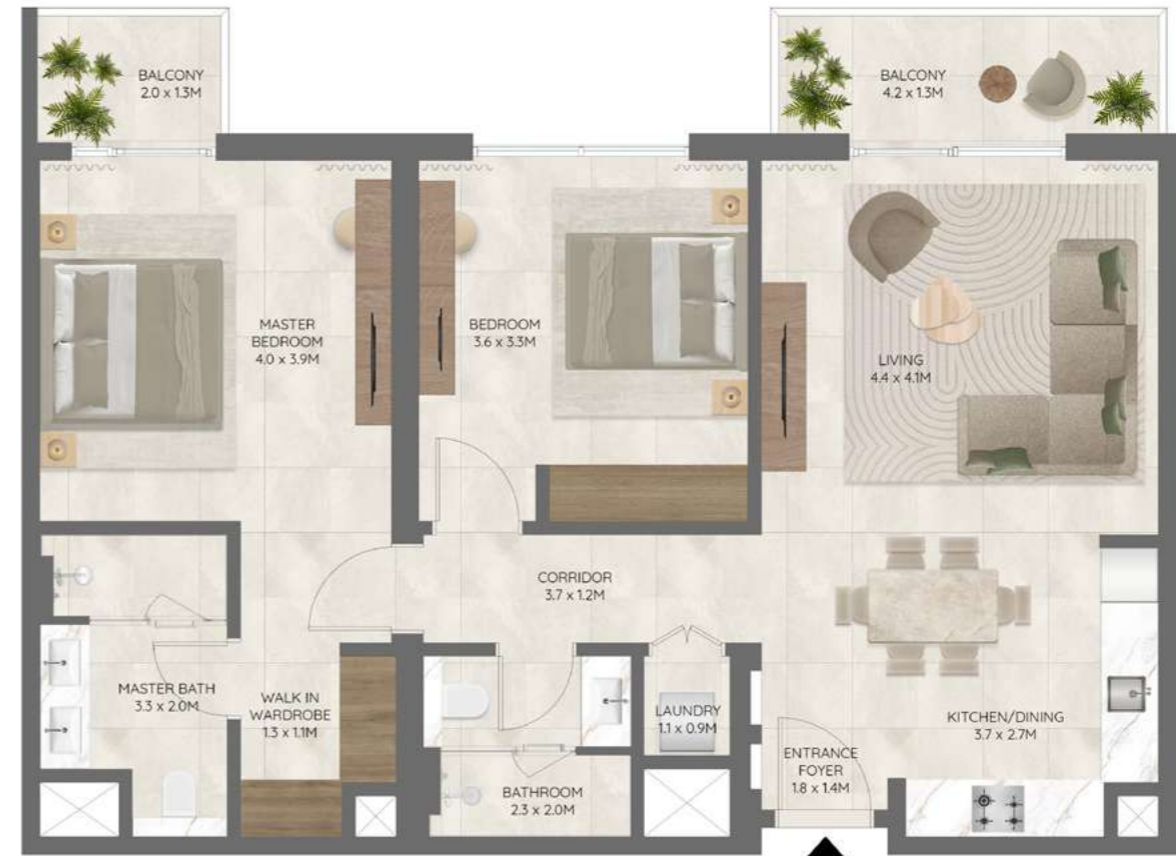 BALCONY
2.0 x 1.3M
BALCONY
4.2 x 1.3M
MASTER
BEDROOM
4.0 x 3.9M
BEDROOM
3.6 x 3.3M
LIVING
4.4 x 4.1M
CORRIDOR
3.7 x 1.2M
MASTER BATH
3.3 x 2.0M
WALK IN
WARDROBE
1.3 x 1.1M
LAUNDRY
1.1 x 0.9M
KITCHEN/DINING
3.7 x 2.7M
ENTRANCE
FOYER
1.8 x 1.4M
BATHROOM
2.3 x 2.0M